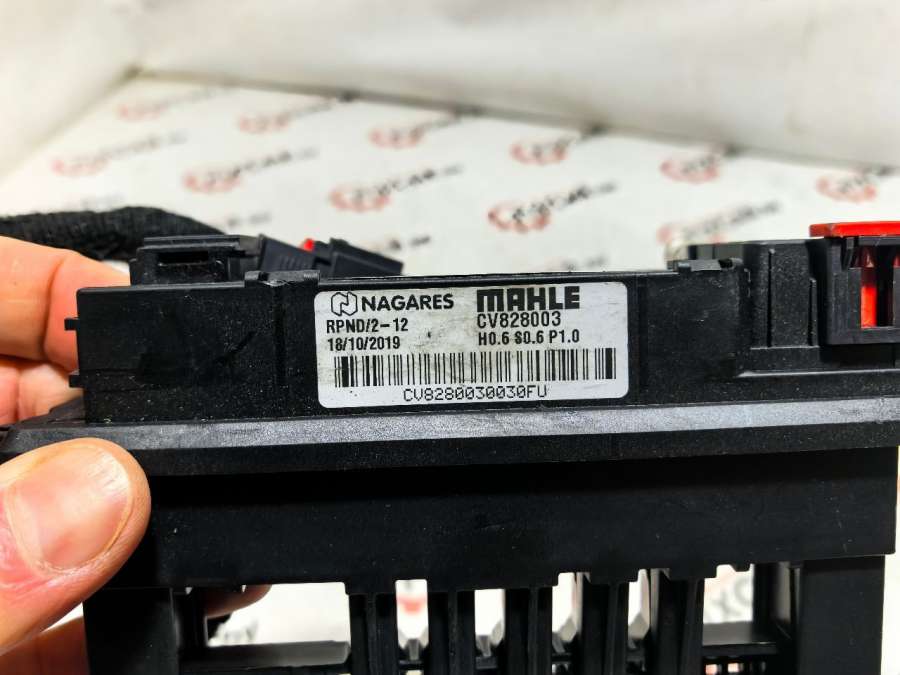 NAGARES MAHLE
RPND/2-12 CV828003
18/10/2019 H0.6 S0.6 P1.0
CV8280030030FU